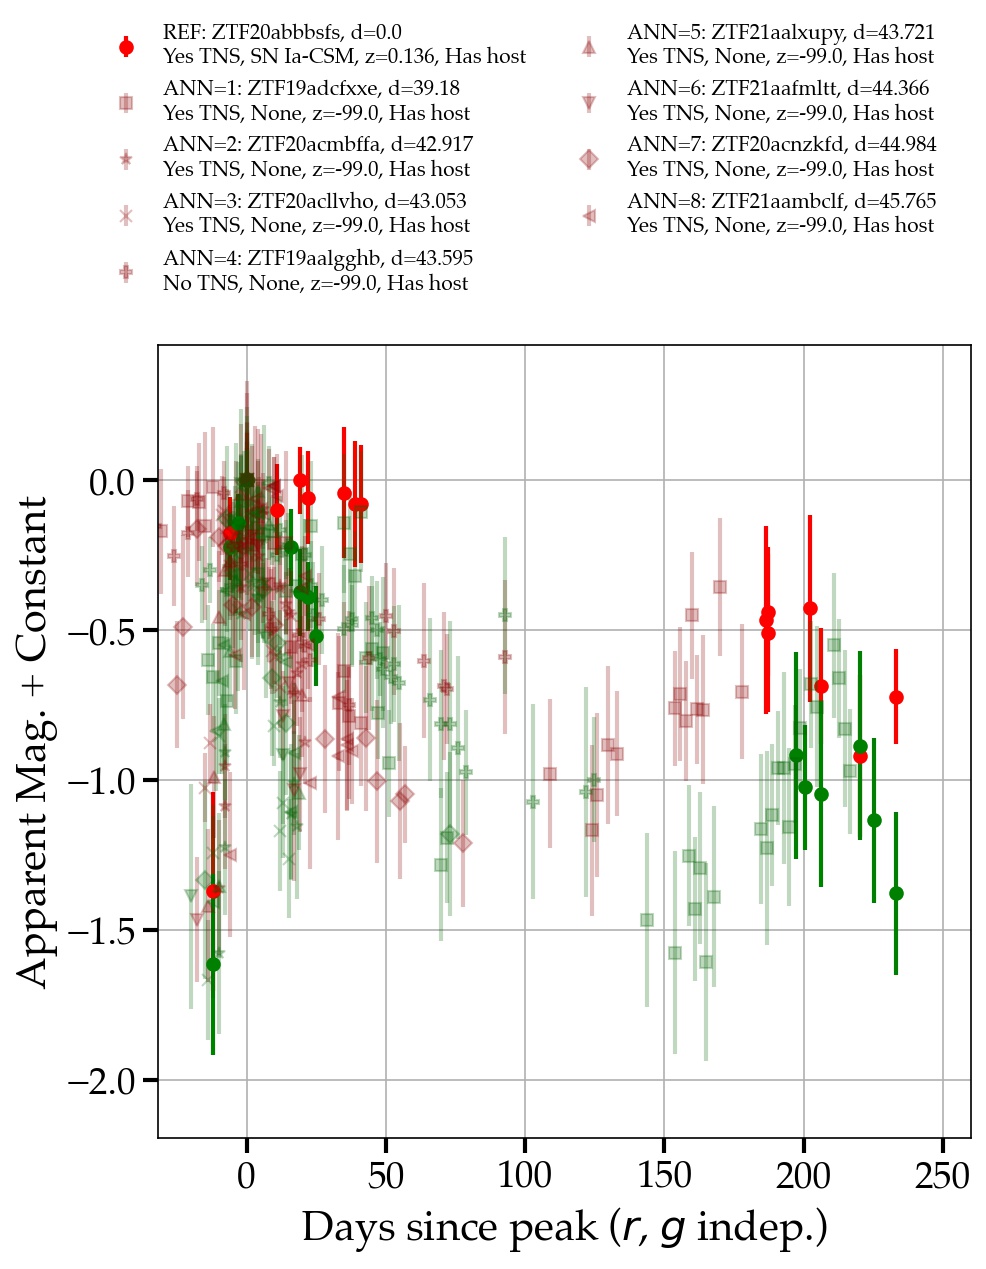 REF: ZTF20abbbsfs, d=0.0
Yes TNS, SN Ia-CSM, z=0.136, Has host
ANN=1: ZTF19adcfxxe, d=39.18
Yes TNS, None, z=-99.0, Has host
ANN=2: ZTF20acmbffa, d=42.917
Yes TNS, None, z=-99.0, Has host
ANN=3: ZTF20acllvho, d=43.053
Yes TNS, None, z=-99.0, Has host
ANN=4: ZTF19aalgghb, d=43.595
No TNS, None, z=-99.0, Has host
ANN=5: ZTF21aalxupy, d=43.721
Yes TNS, None, z=-99.0, Has host
ANN=6: ZTF21aafmltt, d=44.366
Yes TNS, None, z=-99.0, Has host
ANN=7: ZTF20acnzkfd, d=44.984
Yes TNS, None, z=-99.0, Has host
ANN=8: ZTF21aambclf, d=45.765
Yes TNS, None, z=-99.0, Has host
Apparent Mag. + Constant
0.0
−0.5
−1.0
−1.5
−2.0
0 50 100 150 200 250
Days since peak (r, g indep.)